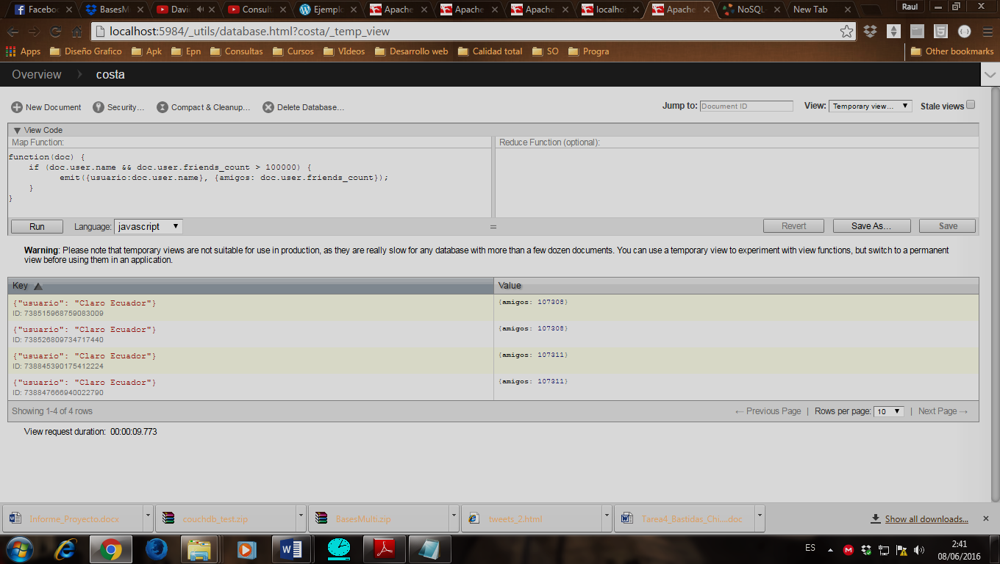 Facebo
BasesM
Davi
Consult
Ejemplo
Apache
Apache
Apache
localho
Apache
NoSQL
New Tab
Raul
localhost:5984/_utils/database.html?costa/_temp_view
Apps
Diseño Grafico
Apk
Epn
Consultas
Cursos
VIdeos
Desarrollo web
Calidad total
SO
Progra
Other bookmarks
Overview
costa
New Document
Security…
Compact & Cleanup…
Delete Database…
Jump to:
Document ID
View:
Temporary view…
Stale views
View Code
Map Function:
Reduce Function (optional):
function(doc) {
if (doc.user.name && doc.user.friends_count > 100000) {
emit({usuario:doc.user.name}, {amigos: doc.user.friends_count});
}
}
Run
Language:
javascript
=
Revert
Save As…
Save
Warning: Please note that temporary views are not suitable for use in production, as they are really slow for any database with more than a few dozen documents. You can use a temporary view to experiment with view functions, but switch to a permanent
view before using them in an application.
Key
Value
{"usuario": "Claro Ecuador"}
ID: 738515968759083009
{amigos: 107308}
{"usuario": "Claro Ecuador"}
ID: 738526809734717440
{amigos: 107308}
{"usuario": "Claro Ecuador"}
ID: 738845390175412224
{amigos: 107311}
{"usuario": "Claro Ecuador"}
ID: 738847666940022790
{amigos: 107311}
Showing 1-4 of 4 rows
← Previous Page | Rows per page: 10 | Next Page →
View request duration: 00:00:09.773
Informe_Proyecto.docx
couchdb_test.zip
BasesMulti.zip
tweets_2.html
Tarea4_Bastidas_Chi....doc
Show all downloads...
ES
2:41
08/06/2016